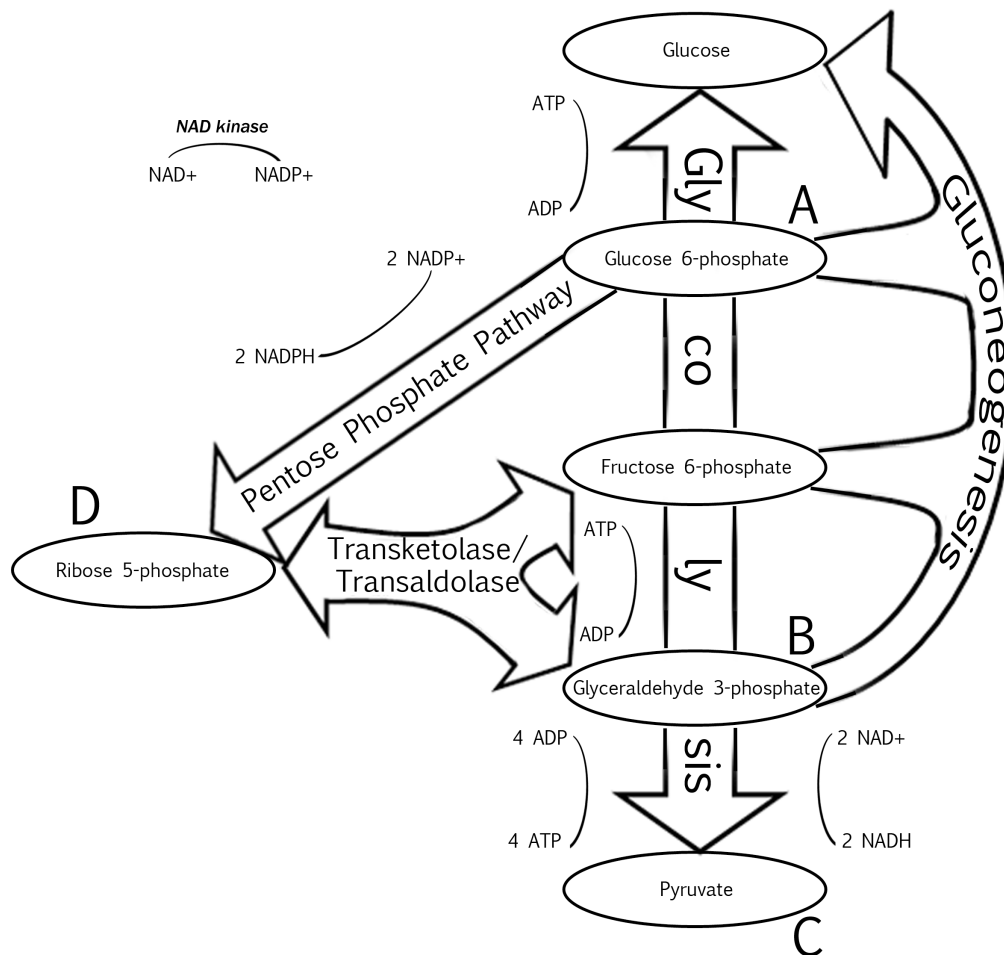 Glucose
ATP
NAD kinase
NAD+
NADP+
ADP
A
Glucose 6-phosphate
2 NADP+
2 NADPH
Pentose Phosphate Pathway
Gly
co
ly
sis
Gluconeogenesis
Fructose 6-phosphate
D
Ribose 5-phosphate
Transketolase/
Transaldolase
ATP
ADP
B
Glyceraldehyde 3-phosphate
4 ADP
2 NAD+
4 ATP
2 NADH
Pyruvate
C